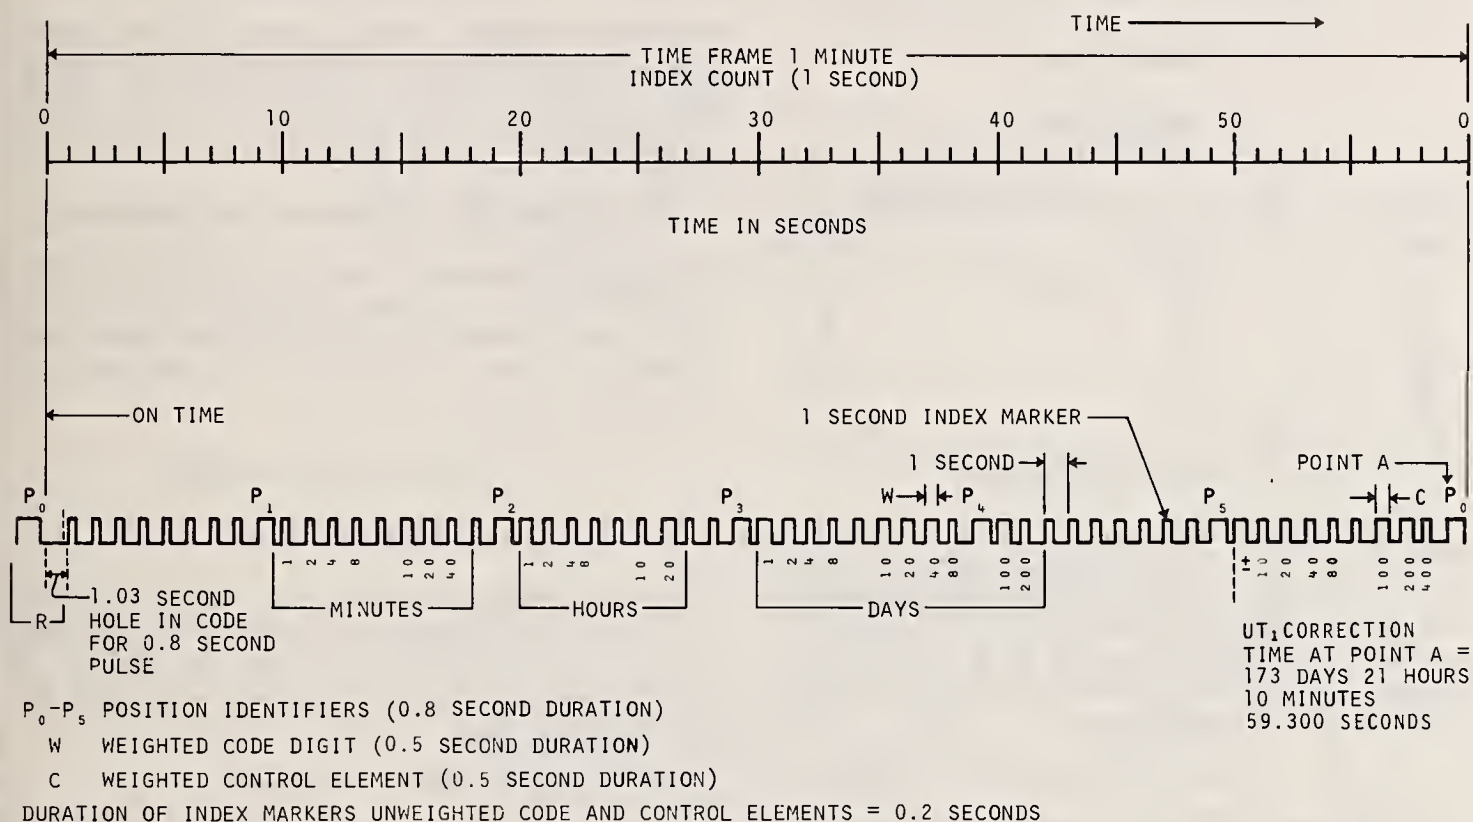 TIME
TIME FRAME 1 MINUTE
INDEX COUNT (1 SECOND)
0 10 20 30 40 50 0
TIME IN SECONDS
ON TIME
1 SECOND INDEX MARKER
1 SECOND
POINT A
P₀ P₁ P₂ P₃ W P₄ P₅ C P₀
1 2 4 8 10 20 40
1 2 4 8 10 20
1 2 4 8 10 20 40 80 100 200
± 10 20 40 80 100 200 400
R
1.03 SECOND
HOLE IN CODE
FOR 0.8 SECOND
PULSE
MINUTES
HOURS
DAYS
UT₁ CORRECTION
TIME AT POINT A =
173 DAYS 21 HOURS
10 MINUTES
59.300 SECONDS
P₀-P₅ POSITION IDENTIFIERS (0.8 SECOND DURATION)
W WEIGHTED CODE DIGIT (0.5 SECOND DURATION)
C WEIGHTED CONTROL ELEMENT (0.5 SECOND DURATION)
DURATION OF INDEX MARKERS UNWEIGHTED CODE AND CONTROL ELEMENTS = 0.2 SECONDS